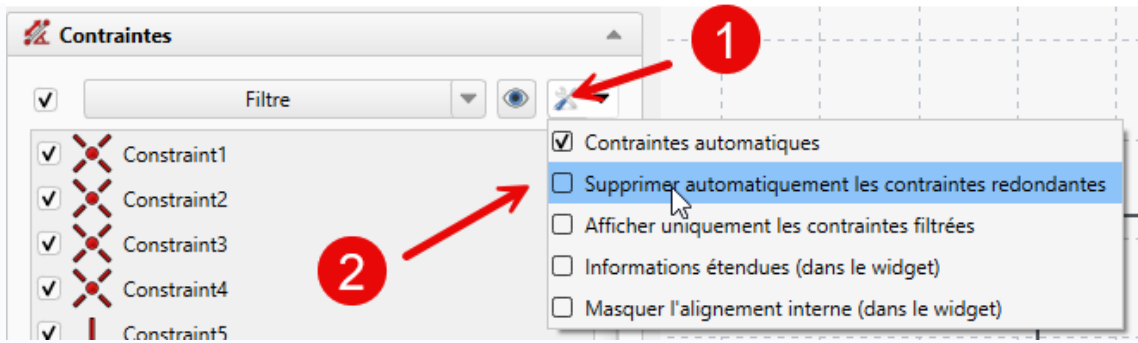 Contraintes
1
Filtre
Contraintes automatiques
Constraint1
Supprimer automatiquement les contraintes redondantes
Constraint2
Afficher uniquement les contraintes filtrées
Constraint3
2
Informations étendues (dans le widget)
Constraint4
Masquer l'alignement interne (dans le widget)
Constraint5